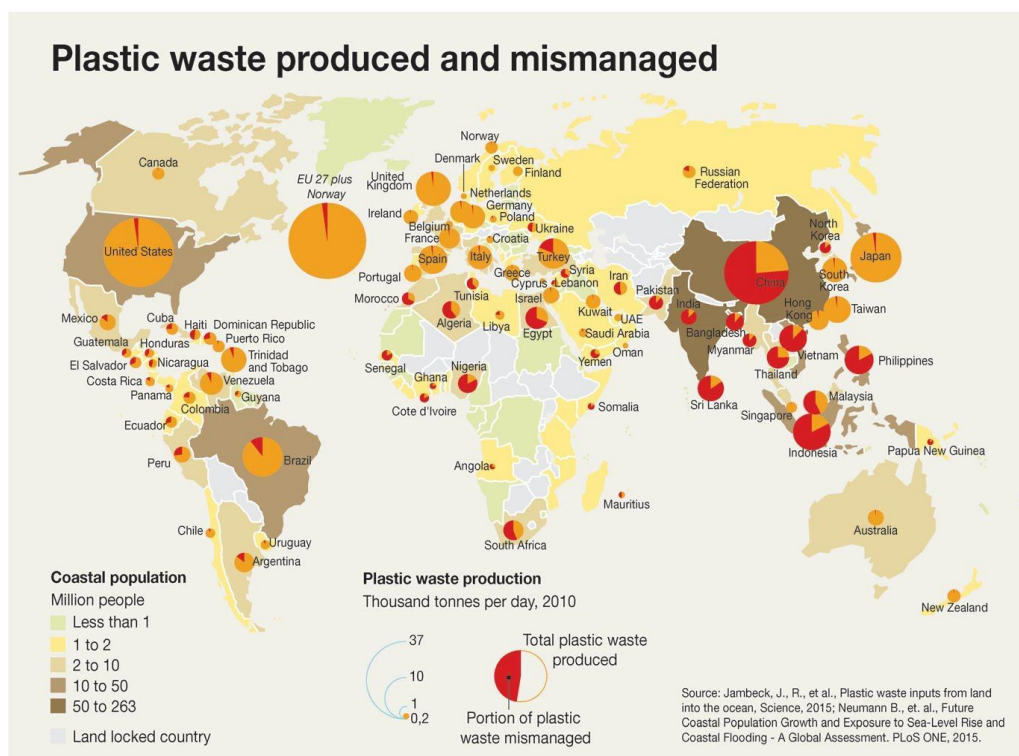 Plastic waste produced and mismanaged
Norway
Denmark
Sweden
Finland
Canada
EU 27 plus
Norway
United
Kingdom
Netherlands
Germany
Poland
Russian
Federation
Ireland
Belgium
France
Ukraine
Croatia
North
Korea
United States
Spain
Italy
Turkey
Japan
Portugal
Greece
Syria
Iran
China
South
Korea
Cyprus
Lebanon
Morocco
Tunisia
Israel
Pakistan
Mexico
Cuba
Haiti
Dominican Republic
Puerto Rico
Algeria
Libya
Egypt
Kuwait
UAE
India
Hong
Kong
Taiwan
Guatemala
Honduras
Saudi Arabia
Bangladesh
Trinidad
and Tobago
Oman
Myanmar
Vietnam
El Salvador
Nicaragua
Senegal
Nigeria
Yemen
Thailand
Philippines
Costa Rica
Venezuela
Ghana
Panama
Guyana
Colombia
Cote d'Ivoire
Somalia
Sri Lanka
Malaysia
Singapore
Ecuador
Indonesia
Papua New Guinea
Peru
Brazil
Angola
Mauritius
Chile
Uruguay
South Africa
Australia
Argentina
New Zealand
Coastal population
Million people
Less than 1
1 to 2
2 to 10
10 to 50
50 to 263
Land locked country
Plastic waste production
Thousand tonnes per day, 2010
37
10
1
0,2
Total plastic waste
produced
Portion of plastic
waste mismanaged
Source: Jambeck, J., R., et al., Plastic waste inputs from land
into the ocean, Science, 2015; Neumann B., et. al., Future
Coastal Population Growth and Exposure to Sea-Level Rise and
Coastal Flooding - A Global Assessment. PLoS ONE, 2015.